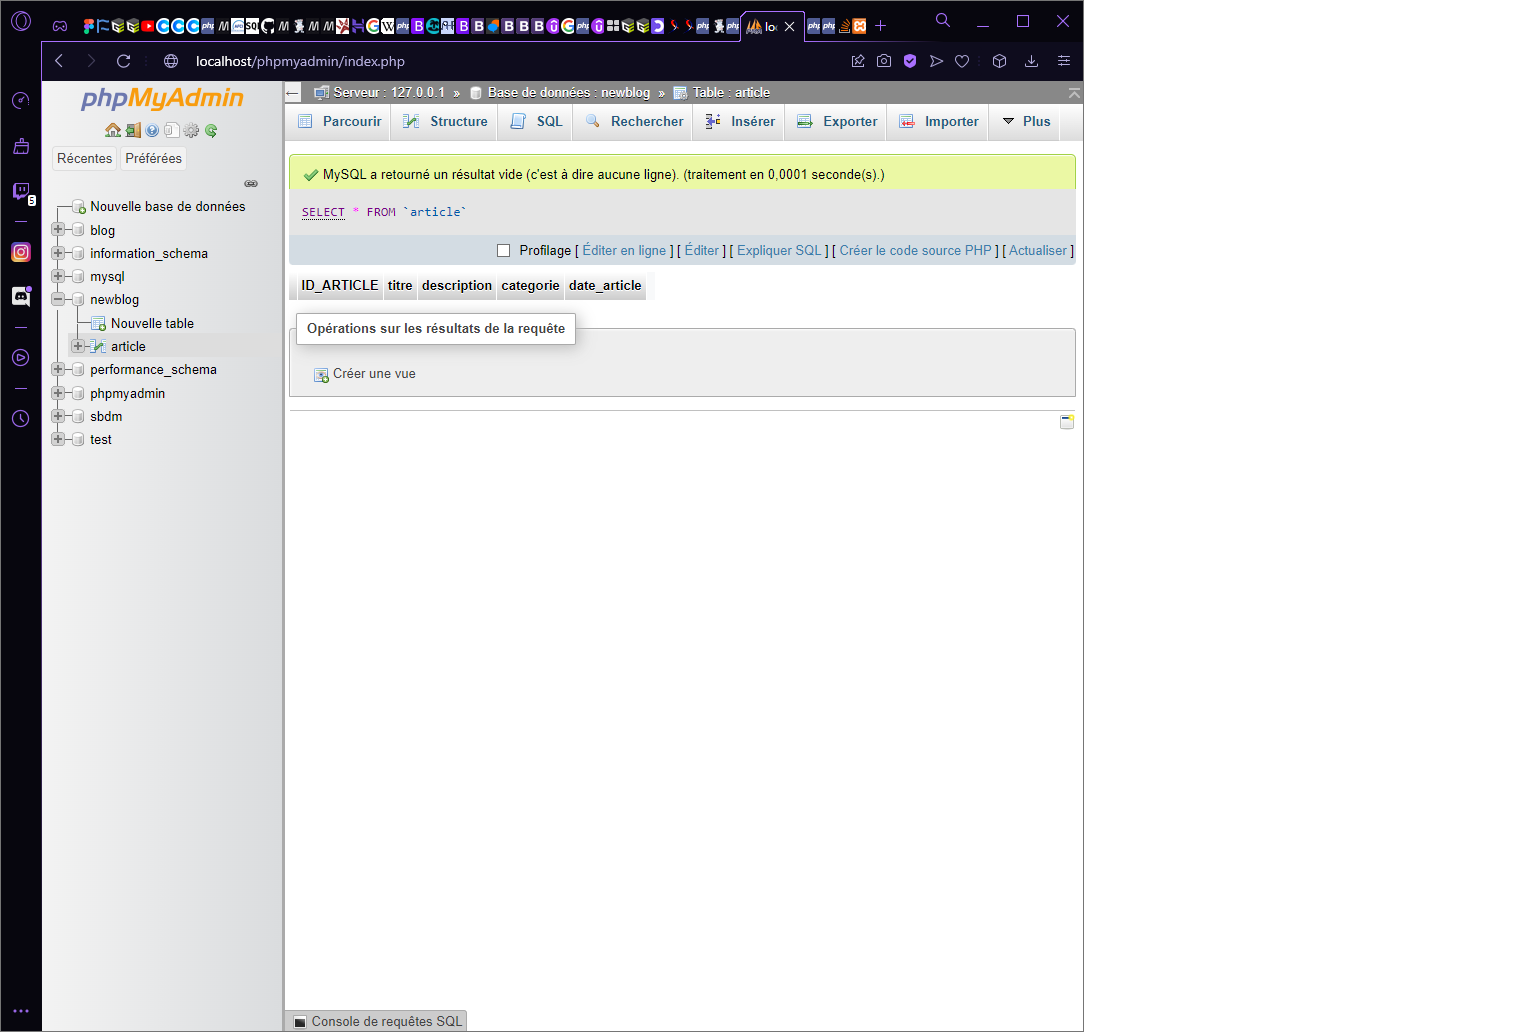 lo
5
localhost/phpmyadmin/index.php
phpMyAdmin
Récentes
Préférées
Nouvelle base de données
blog
information_schema
mysql
newblog
Nouvelle table
article
performance_schema
phpmyadmin
sbdm
test
Serveur : 127.0.0.1 » Base de données : newblog » Table : article
Parcourir Structure SQL Rechercher Insérer Exporter Importer Plus
MySQL a retourné un résultat vide (c'est à dire aucune ligne). (traitement en 0,0001 seconde(s).)
SELECT * FROM `article`
Profilage [ Éditer en ligne ] [ Éditer ] [ Expliquer SQL ] [ Créer le code source PHP ] [ Actualiser ]
ID_ARTICLE titre description categorie date_article
Opérations sur les résultats de la requête
Créer une vue
Console de requêtes SQL